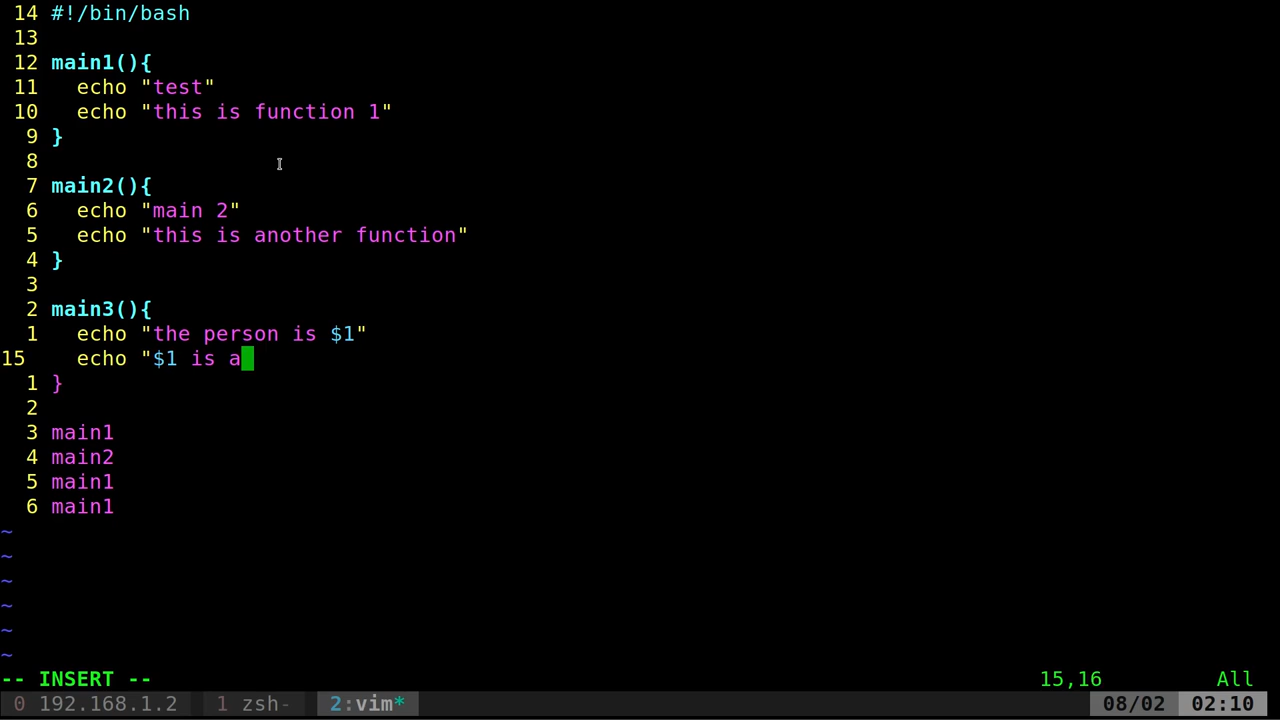 14 #!/bin/bash
13
12 main1(){
11   echo "test"
10   echo "this is function 1"
 9 }
 8
 7 main2(){
 6   echo "main 2"
 5   echo "this is another function"
 4 }
 3
 2 main3(){
 1   echo "the person is $1"
15   echo "$1 is a
 1 }
 2
 3 main1
 4 main2
 5 main1
 6 main1
~
~
~
~
~
~
-- INSERT -- 15,16 All
0 192.168.1.2 1 zsh- 2:vim* 08/02 02:10